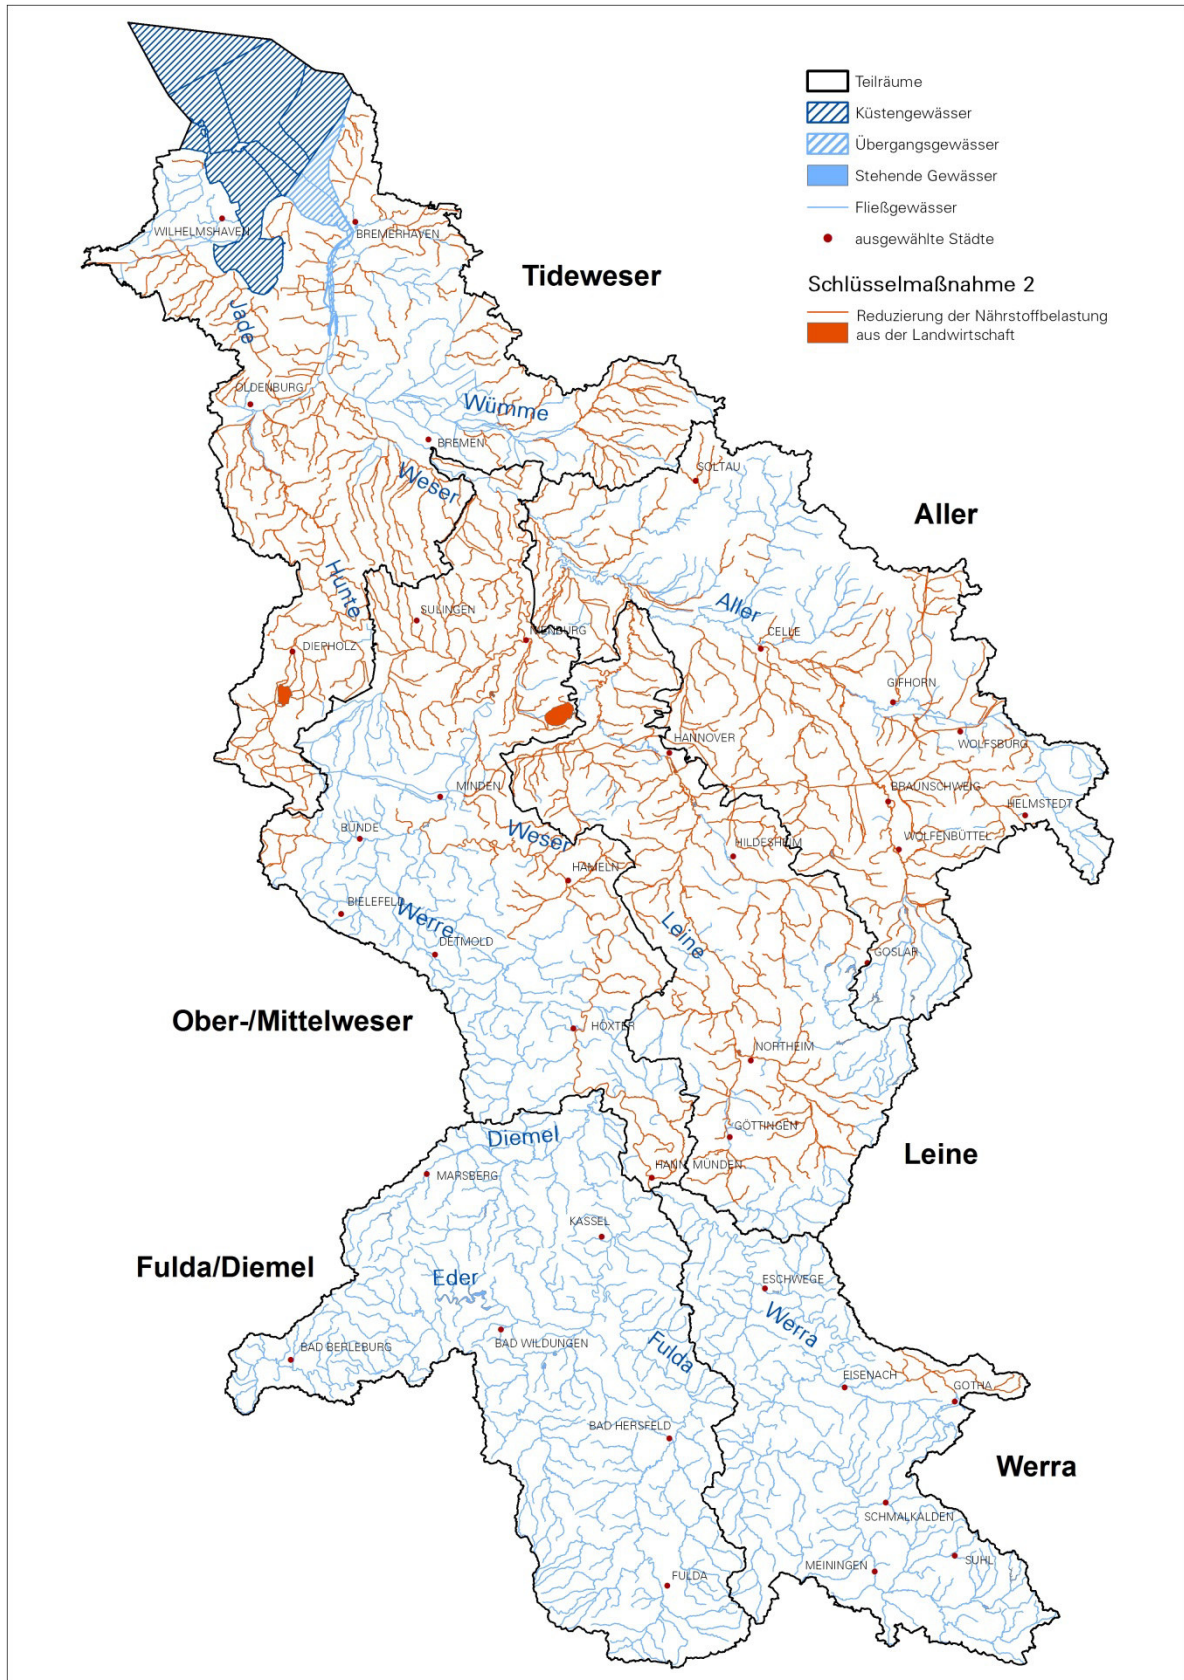 Teilräume
Küstengewässer
Übergangsgewässer
Stehende Gewässer
Fließgewässer
ausgewählte Städte
Schlüsselmaßnahme 2
Reduzierung der Nährstoffbelastung
aus der Landwirtschaft
WILHELMSHAVEN
BREMERHAVEN
Tideweser
Jade
OLDENBURG
Wümme
BREMEN
Weser
SOLTAU
Aller
Hunte
Aller
SULINGEN
NIENBURG
CELLE
DIEPHOLZ
GIFHORN
HANNOVER
WOLFSBURG
MINDEN
BRAUNSCHWEIG
HELMSTEDT
BÜNDE
Weser
HILDESHEIM
WOLFENBÜTTEL
HAMELN
BIELEFELD
Werre
Leine
DETMOLD
GOSLAR
Ober-/Mittelweser
HÖXTER
NORTHEIM
Diemel
GÖTTINGEN
Leine
MARSBERG
HANN. MÜNDEN
KASSEL
Fulda/Diemel
Eder
ESCHWEGE
Werra
BAD WILDUNGEN
Fulda
BAD BERLEBURG
EISENACH
GOTHA
BAD HERSFELD
Werra
SCHMALKALDEN
SUHL
MEININGEN
FULDA